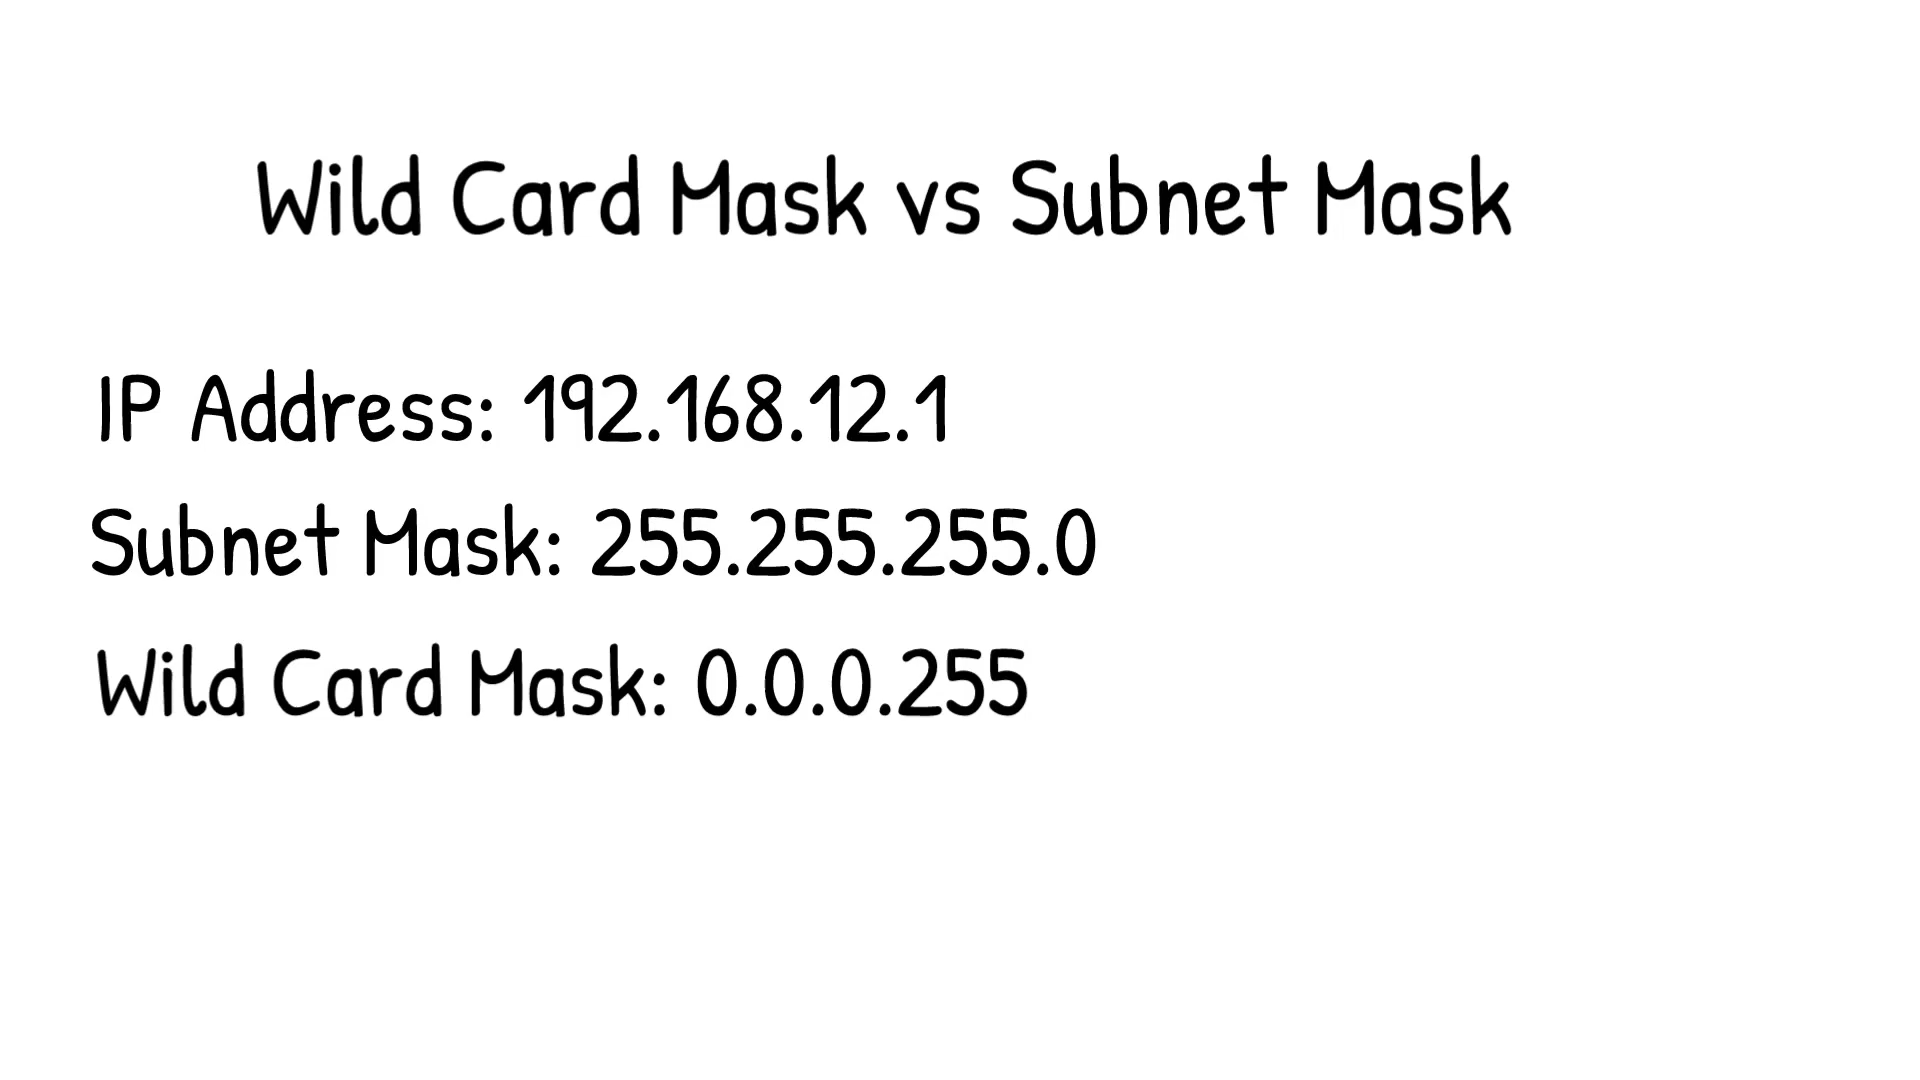 Wild Card Mask vs Subnet Mask
IP Address: 192.168.12.1
Subnet Mask: 255.255.255.0
Wild Card Mask: 0.0.0.255